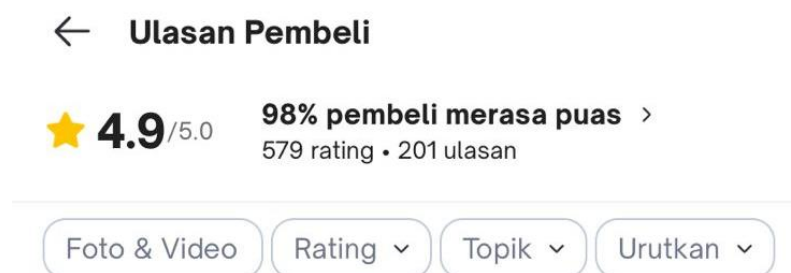 Ulasan Pembeli
4.9/5.0
98% pembeli merasa puas
579 rating • 201 ulasan
Foto & Video
Rating
Topik
Urutkan